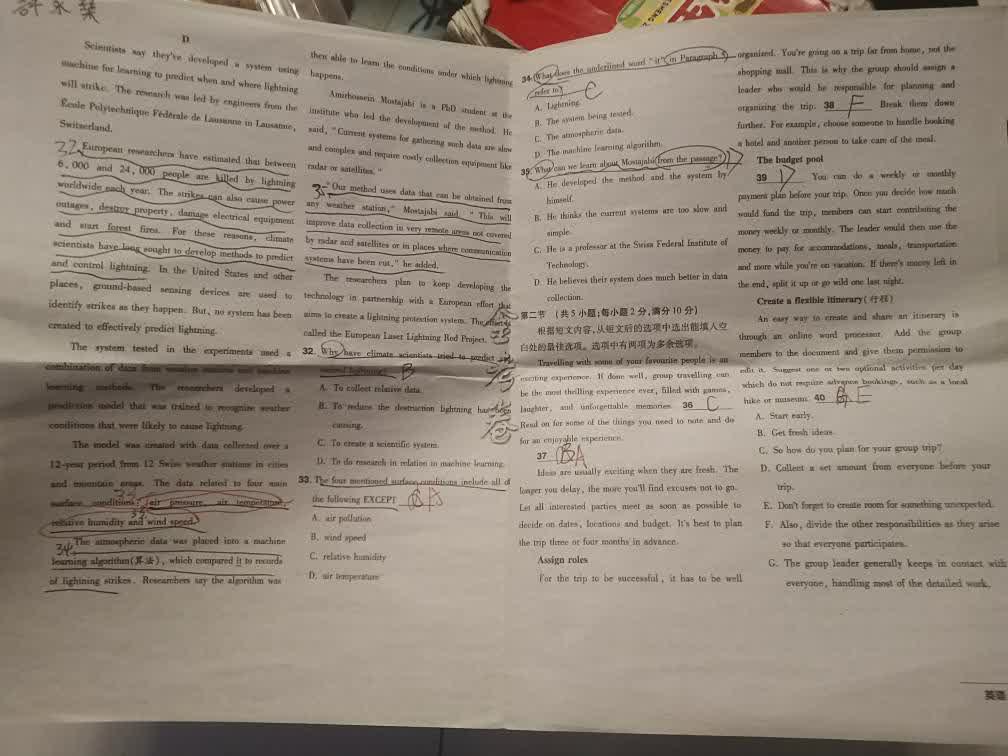 D
Scientists say they've developed a system using
machine for learning to predict when and where lightning
will strike. The research was led by engineers from the
École Polytechnique Fédérale de Lausanne in Lausanne,
Switzerland.
32 European researchers have estimated that between
6,000 and 24,000 people are killed by lightning
worldwide each year. The strikes can also cause power
outages, destroy property, damage electrical equipment
and start forest fires. For these reasons, climate
scientists have long sought to develop methods to predict
and control lightning. In the United States and other
places, ground-based sensing devices are used to
identify strikes as they happen. But, no system has been
created to effectively predict lightning.
The system tested in the experiments used a
combination of data from weather stations and machine
learning methods. The researchers developed a
prediction model that was trained to recognize weather
conditions that were likely to cause lightning.
The model was created with data collected over a
12-year period from 12 Swiss weather stations in cities
and mountain areas. The data related to four main
surface conditions: air pressure, air temperature,
33
relative humidity and wind speed.
34 The atmospheric data was placed into a machine
learning algorithm(算法), which compared it to records
of lightning strikes. Researchers say the algorithm was
then able to learn the conditions under which lightning
happens.
Amirhossein Mostajabi is a PhD student at the
institute who led the development of the method. He
said, "Current systems for gathering such data are slow
and complex and require costly collection equipment like
radar or satellites."
"Our method uses data that can be obtained from
any weather station," Mostajabi said. "This will
improve data collection in very remote areas not covered
by radar and satellites or in places where communication
systems have been cut," he added.
The researchers plan to keep developing the
technology in partnership with a European effort that
aims to create a lightning protection system. The effort is
called the European Laser Lightning Rod Project.
32. Why have climate scientists tried to predict and
control lightning? B
A. To collect relative data.
B. To reduce the destruction lightning has been
causing.
C. To create a scientific system.
D. To do research in relation to machine learning.
33. The four mentioned surface conditions include all of
the following EXCEPT A
A. air pollution
B. wind speed
C. relative humidity
D. air temperature
34. What does the underlined word "it" in Paragraph 5
refer to? C
A. Lightning.
B. The system being tested.
C. The atmospheric data.
D. The machine learning algorithm.
35. What can we learn about Mostajabi from the passage? D
A. He developed the method and the system by
himself.
B. He thinks the current systems are too slow and
simple.
C. He is a professor at the Swiss Federal Institute of
Technology.
D. He believes their system does much better in data
collection.
第二节 (共5小题;每小题2分,满分10分)
根据短文内容,从短文后的选项中选出能填入空
白处的最佳选项。选项中有两项为多余选项。
Travelling with some of your favourite people is an
exciting experience. If done well, group travelling can
be the most thrilling experience ever, filled with games,
laughter, and unforgettable memories. 36 C
Read on for some of the things you need to note and do
for an enjoyable experience.
37 BA
Ideas are usually exciting when they are fresh. The
longer you delay, the more you'll find excuses not to go.
Let all interested parties meet as soon as possible to
decide on dates, locations and budget. It's best to plan
the trip three or four months in advance.
Assign roles
For the trip to be successful, it has to be well
organized. You're going on a trip far from home, not the
shopping mall. This is why the group should assign a
leader who would be responsible for planning and
organizing the trip. 38 F Break them down
further. For example, choose someone to handle booking
a hotel and another person to take care of the meal.
The budget pool
39 D You can do a weekly or monthly
payment plan before your trip. Once you decide how much
would fund the trip, members can start contributing the
money weekly or monthly. The leader would then use the
money to pay for accommodations, meals, transportation
and more while you're on vacation. If there's money left in
the end, split it up or go wild one last night.
Create a flexible itinerary(行程)
An easy way to create and share an itinerary is
through an online word processor. Add the group
members to the document and give them permission to
edit it. Suggest one or two optional activities per day
which do not require advance bookings, such as a local
hike or museum. 40 E
A. Start early.
B. Get fresh ideas.
C. So how do you plan for your group trip?
D. Collect a set amount from everyone before your
trip.
E. Don't forget to create room for something unexpected.
F. Also, divide the other responsibilities as they arise
so that everyone participates.
G. The group leader generally keeps in contact with
everyone, handling most of the detailed work.
英语